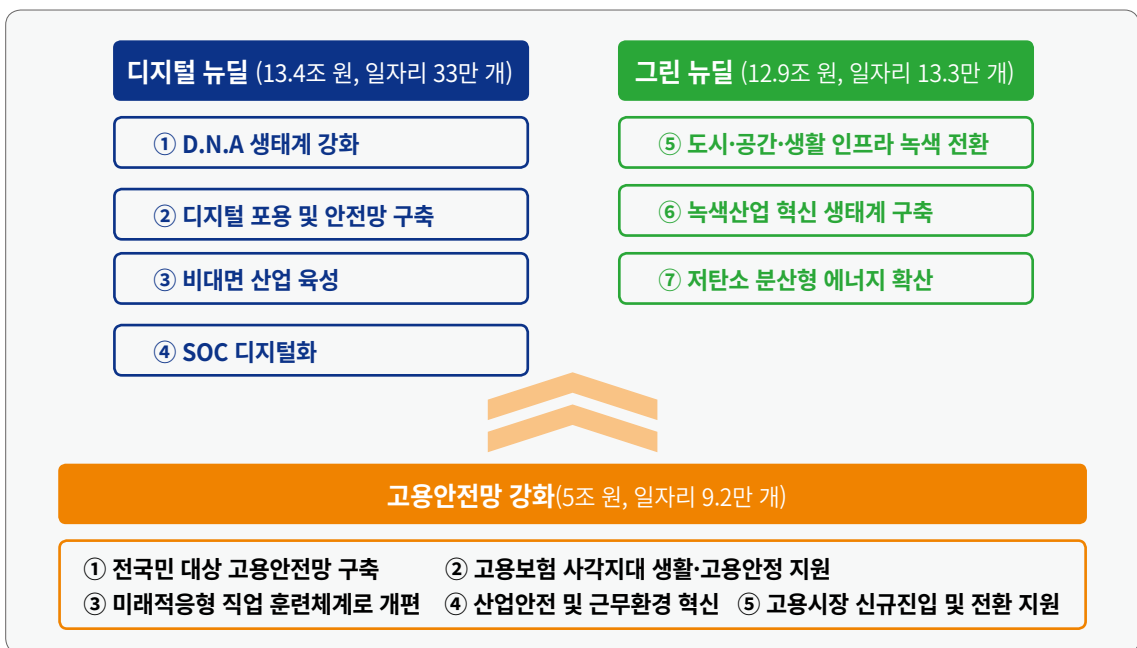 디지털 뉴딜 (13.4조 원, 일자리 33만 개)
① D.N.A 생태계 강화
② 디지털 포용 및 안전망 구축
③ 비대면 산업 육성
④ SOC 디지털화
그린 뉴딜 (12.9조 원, 일자리 13.3만 개)
⑤ 도시·공간·생활 인프라 녹색 전환
⑥ 녹색산업 혁신 생태계 구축
⑦ 저탄소 분산형 에너지 확산
고용안전망 강화(5조 원, 일자리 9.2만 개)
① 전국민 대상 고용안전망 구축 ② 고용보험 사각지대 생활·고용안정 지원
③ 미래적응형 직업 훈련체계로 개편 ④ 산업안전 및 근무환경 혁신 ⑤ 고용시장 신규진입 및 전환 지원